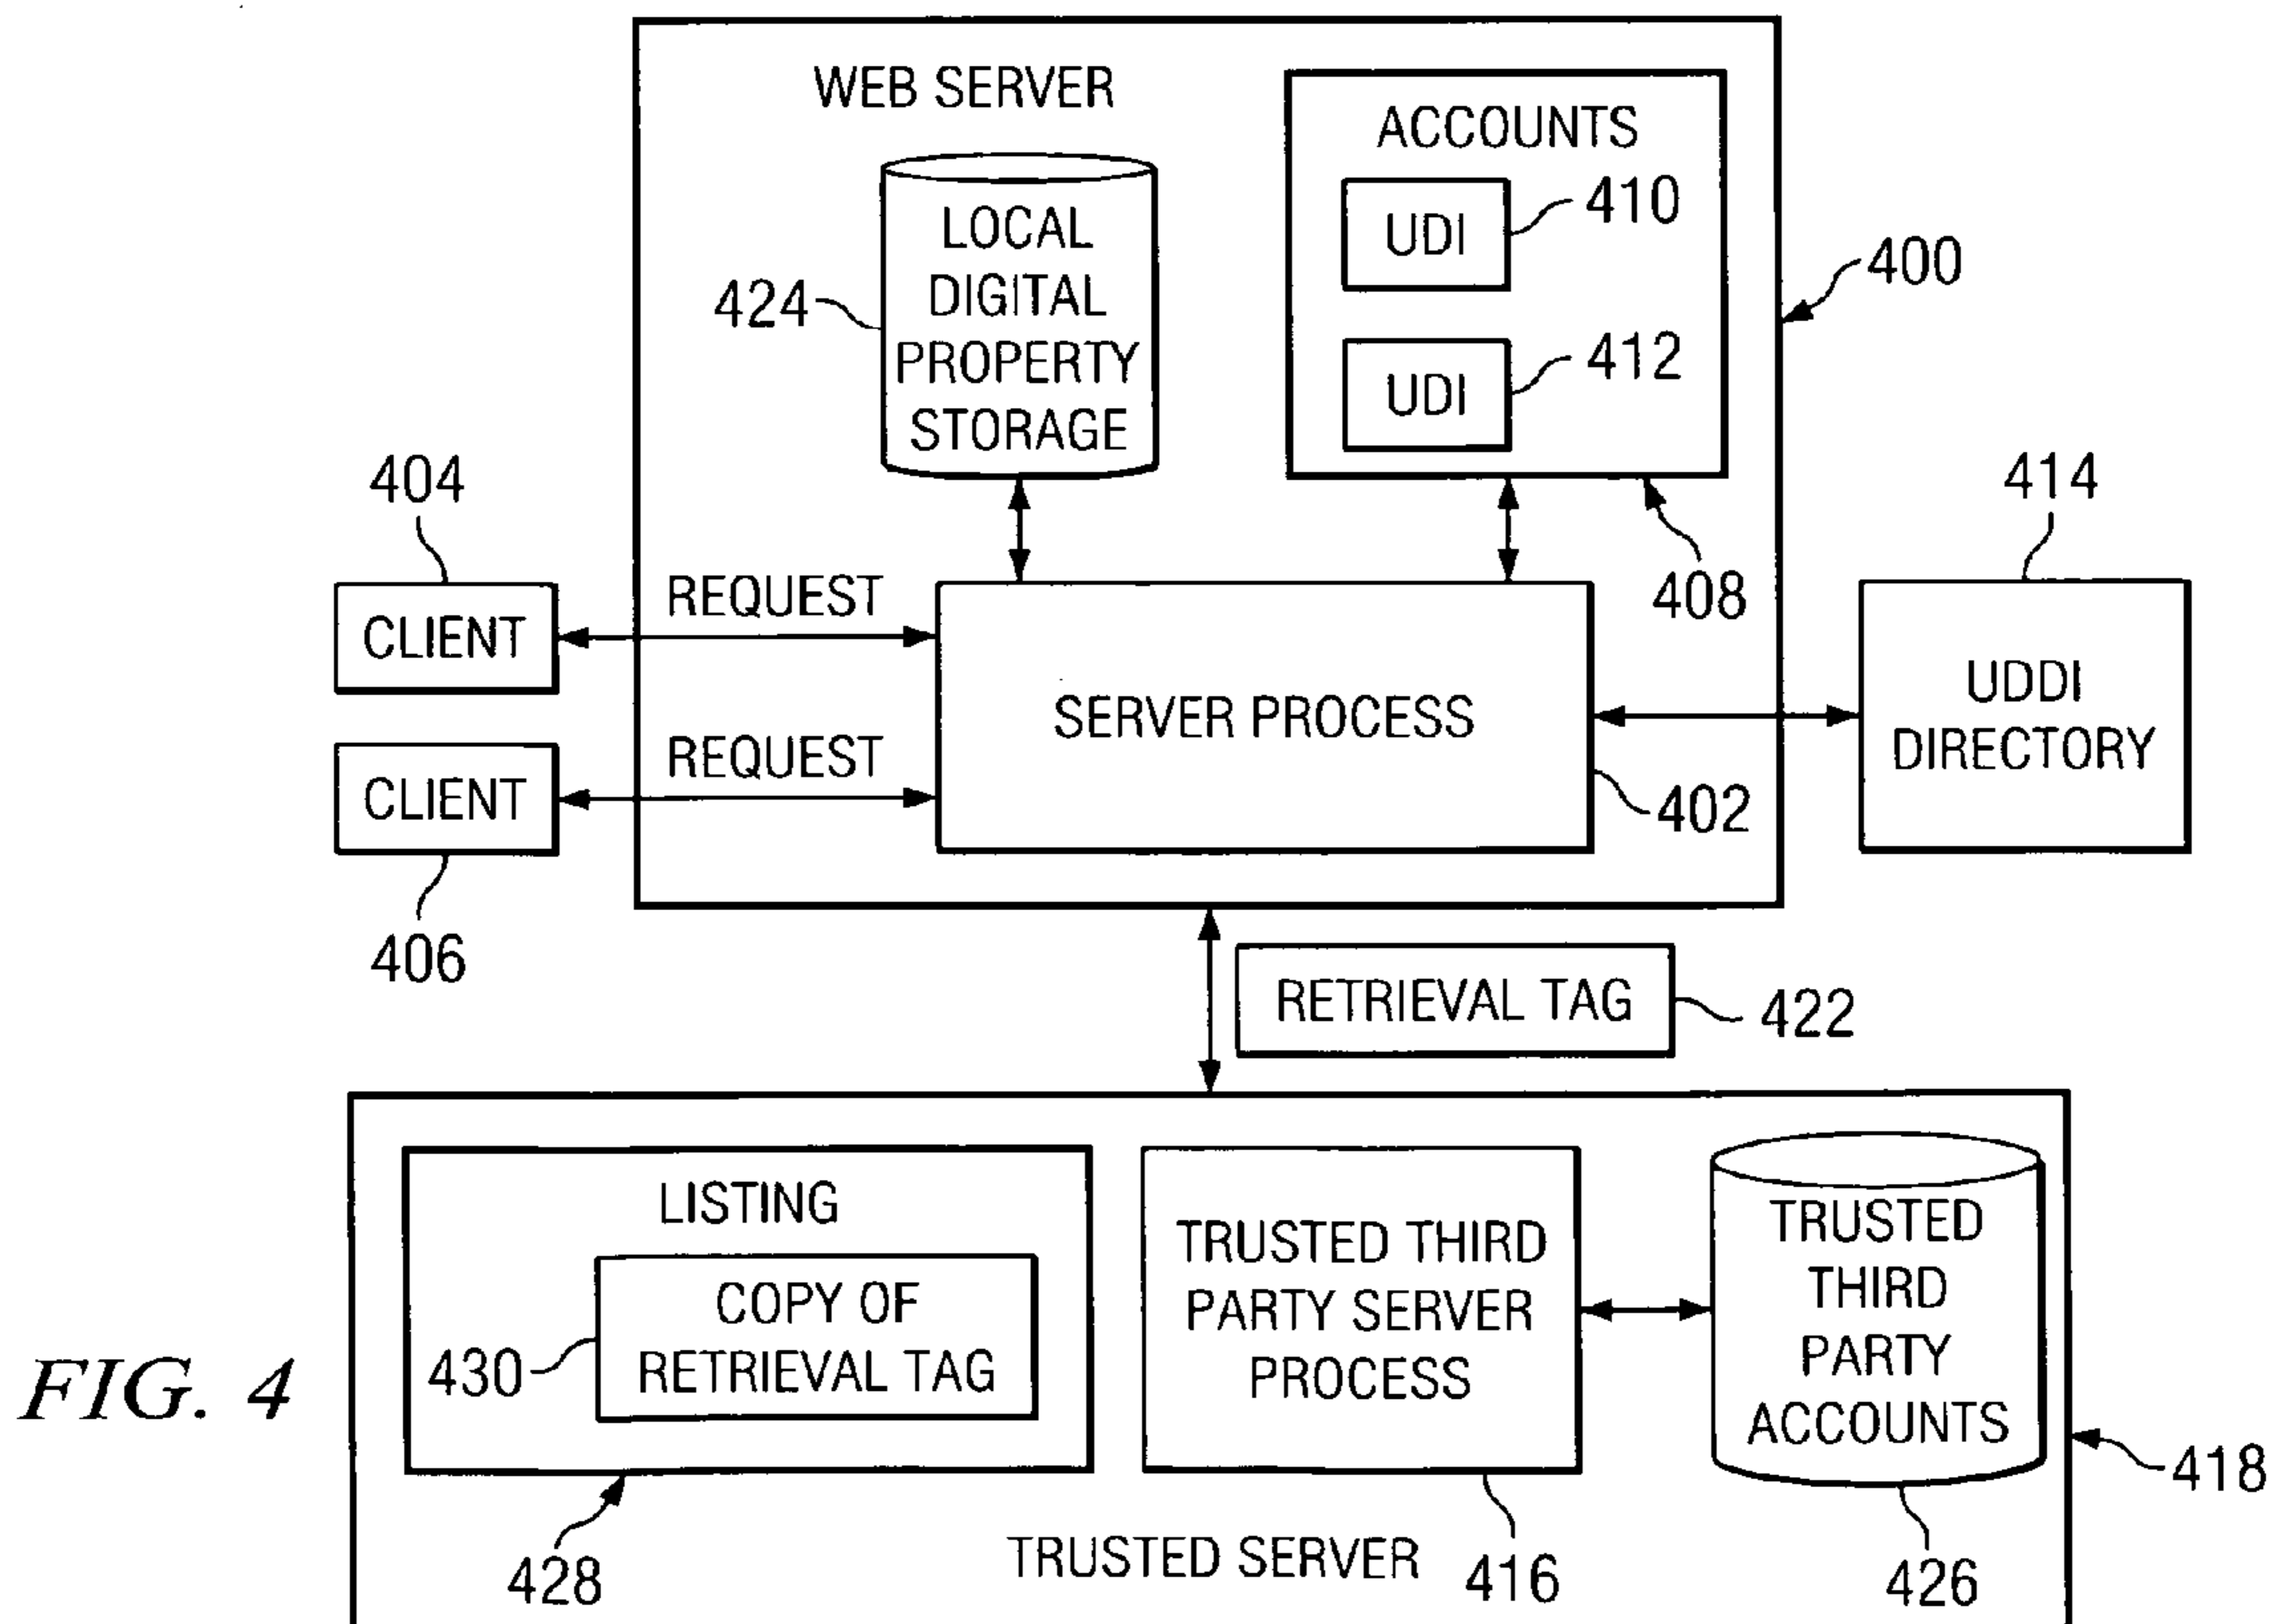 WEB SERVER
ACCOUNTS
UDI
410
UDI
412
LOCAL
DIGITAL
PROPERTY
STORAGE
424
400
404
CLIENT
REQUEST
408
414
UDDI
DIRECTORY
SERVER PROCESS
CLIENT
REQUEST
402
406
RETRIEVAL TAG
422
LISTING
COPY OF
RETRIEVAL TAG
430
TRUSTED THIRD
PARTY SERVER
PROCESS
TRUSTED
THIRD
PARTY
ACCOUNTS
FIG. 4
418
428
TRUSTED SERVER
416
426